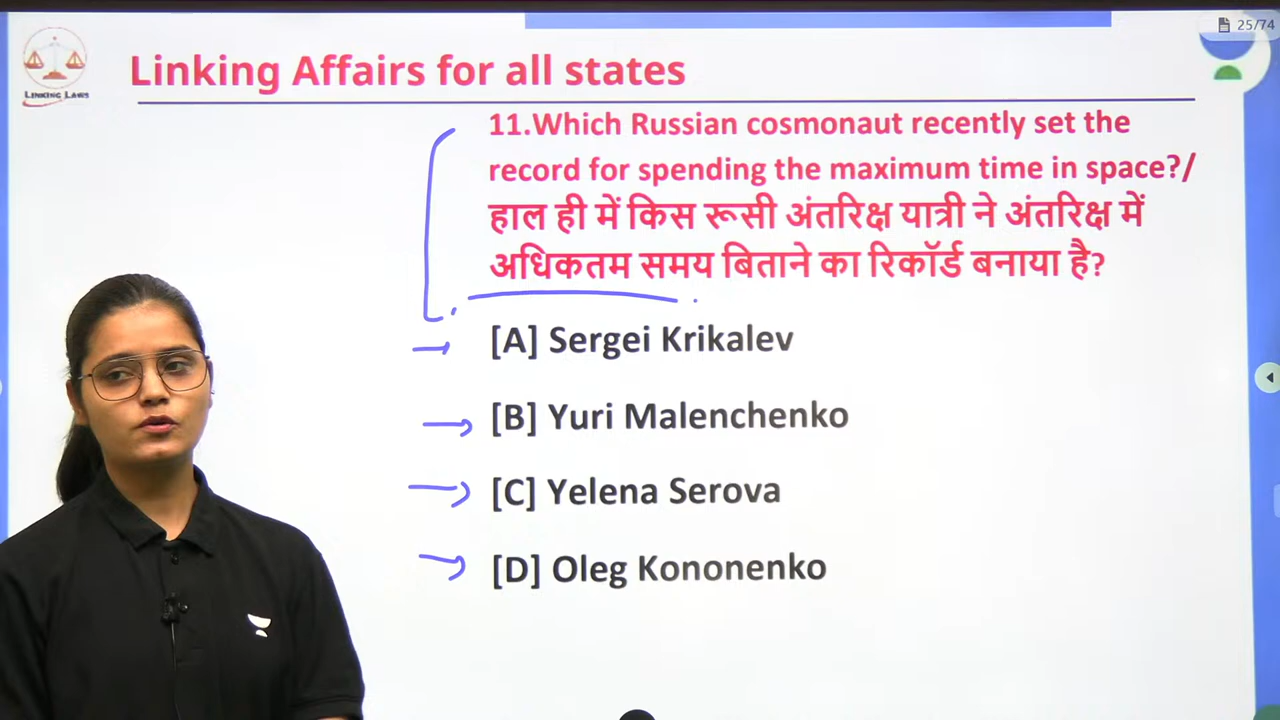 25/74
LINKING LAWS
Linking Affairs for all states
11.Which Russian cosmonaut recently set the
record for spending the maximum time in space?/
हाल ही में किस रूसी अंतरिक्ष यात्री ने अंतरिक्ष में
अधिकतम समय बिताने का रिकॉर्ड बनाया है?
[A] Sergei Krikalev
[B] Yuri Malenchenko
[C] Yelena Serova
[D] Oleg Kononenko